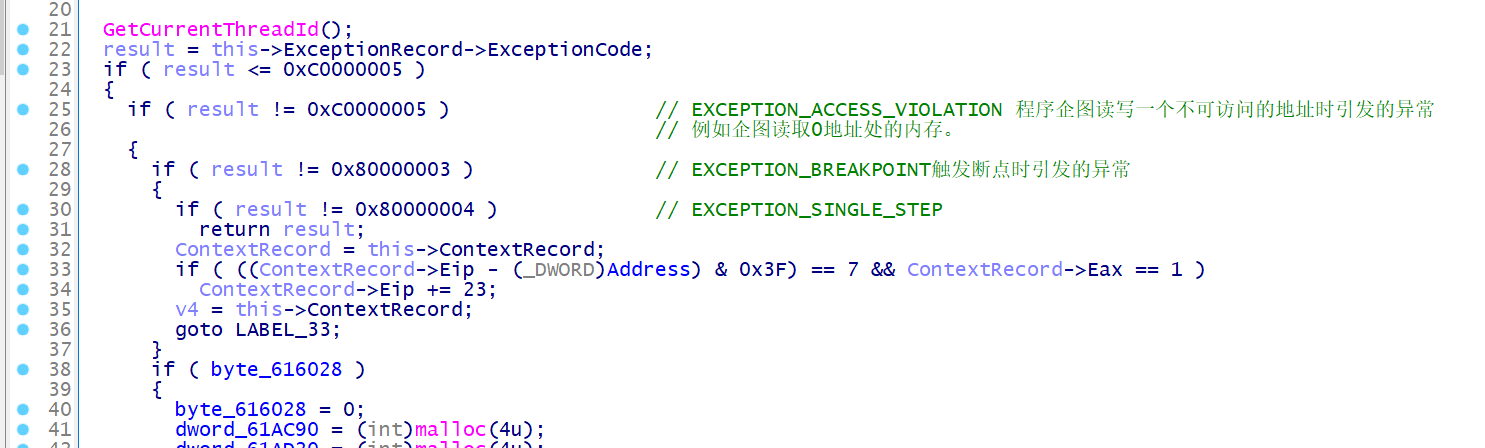 20
21 GetCurrentThreadId();
22 result = this->ExceptionRecord->ExceptionCode;
23 if ( result <= 0xC0000005 )
24 {
25 if ( result != 0xC0000005 ) // EXCEPTION_ACCESS_VIOLATION 程序企图读写一个不可访问的地址时引发的异常
26 // 例如企图读取0地址处的内存。
27 {
28 if ( result != 0x80000003 ) // EXCEPTION_BREAKPOINT触发断点时引发的异常
29 {
30 if ( result != 0x80000004 ) // EXCEPTION_SINGLE_STEP
31 return result;
32 ContextRecord = this->ContextRecord;
33 if ( ((ContextRecord->Eip - (_DWORD)Address) & 0x3F) == 7 && ContextRecord->Eax == 1 )
34 ContextRecord->Eip += 23;
35 v4 = this->ContextRecord;
36 goto LABEL_33;
37 }
38 if ( byte_616028 )
39 {
40 byte_616028 = 0;
41 dword_61AC90 = (int)malloc(4u);